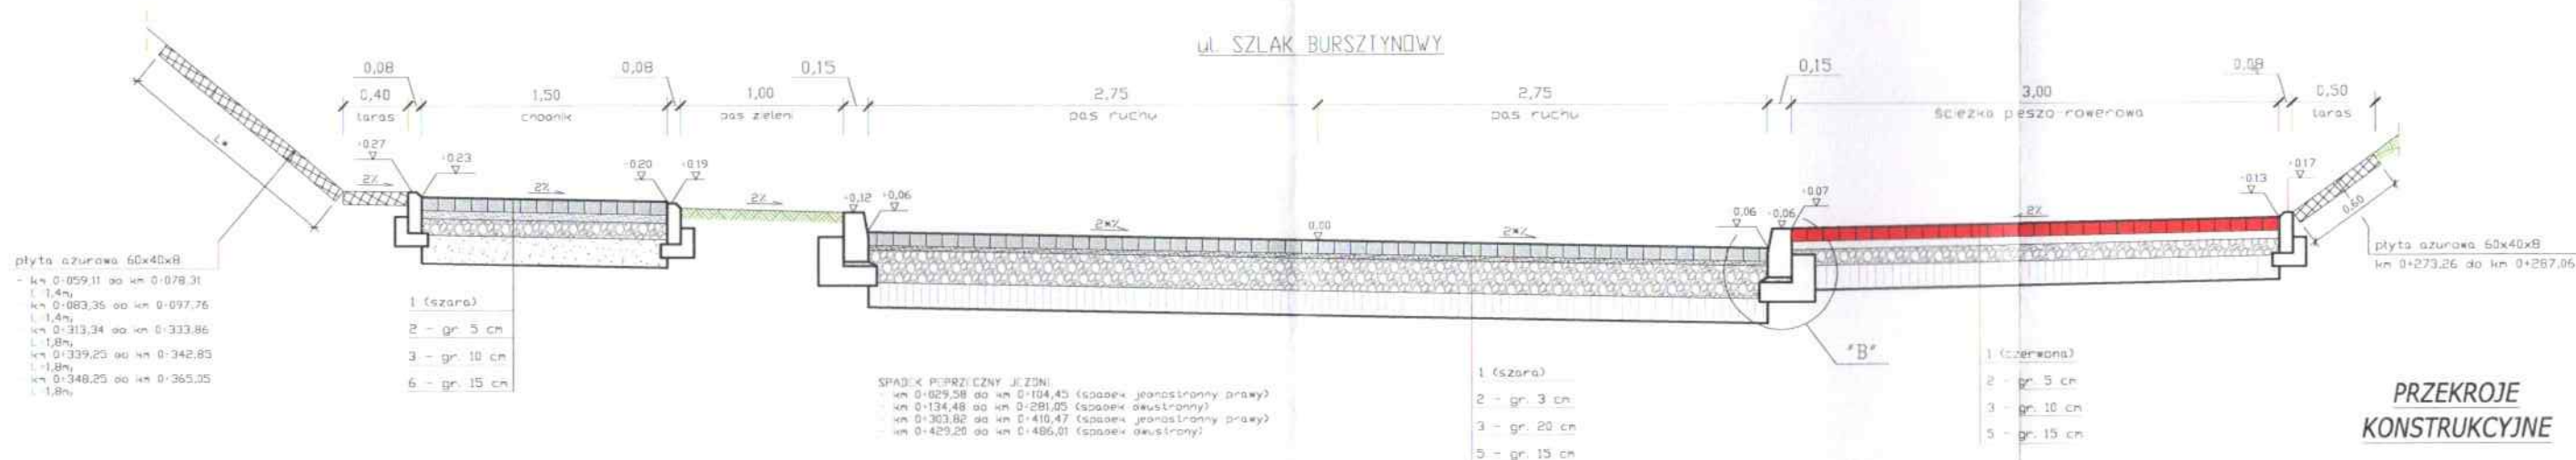 ul. SZLAK BURSZTYNOWY
0,08 0,08 0,15 0,15 0,08
0,40 1,50 1,00 2,75 2,75 3,00 0,50
taras chodnik pas zieleni pas ruchu pas ruchu ścieżka pieszo-rowerowa taras
L*
+0.27 +0.23 -0.20 +0.19 +0.12 +0.06 0.00 0.06 -0.06 +0.07 -0.13 +0.17
2% 2% 2% 2*% 2*% 2%
0.60
płyta ażurowa 60x40x8
- km 0+059,11 do km 0+078,31
L=1,4m,
km 0+083,35 do km 0+097,76
L=1,4m,
km 0+313,34 do km 0+333,86
L=1,8m,
km 0+339,25 do km 0+342,85
L=1,8m,
km 0+348,25 do km 0+365,05
L=1,8m,
1 (szara)
2 - gr. 5 cm
3 - gr. 10 cm
6 - gr. 15 cm
SPADEK POPRZECZNY JEZDNI
- km 0+029,58 do km 0+104,45 (spadek jednostronny prawy)
- km 0+134,48 do km 0+281,05 (spadek dwustronny)
- km 0+303,82 do km 0+410,47 (spadek jednostronny prawy)
- km 0+429,20 do km 0+486,01 (spadek dwustrony)
1 (szara)
2 - gr. 3 cm
3 - gr. 20 cm
5 - gr. 15 cm
"B"
1 (czerwona)
2 - gr. 5 cm
3 - gr. 10 cm
5 - gr. 15 cm
płyta ażurowa 60x40x8
km 0+273,26 do km 0+287,06
PRZEKROJE
KONSTRUKCYJNE